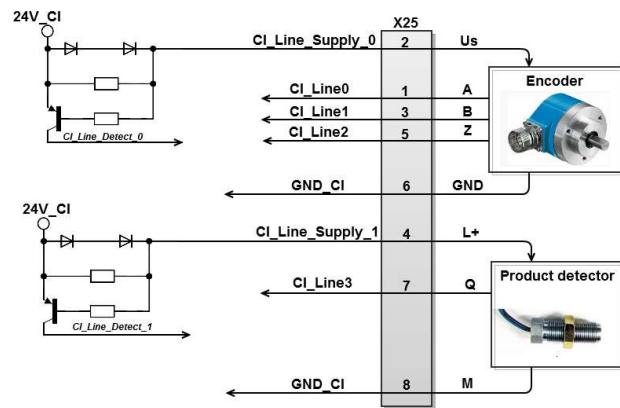 X25
24V_CI
CI_Line_Supply_0 2 Us
Encoder
CI_Line0 1 A
CI_Line1 3 B
CI_Line2 5 Z
CI_Line_Detect_0
GND_CI 6 GND
24V_CI
CI_Line_Supply_1 4 L+
Product detector
CI_Line3 7 Q
CI_Line_Detect_1
GND_CI 8 M